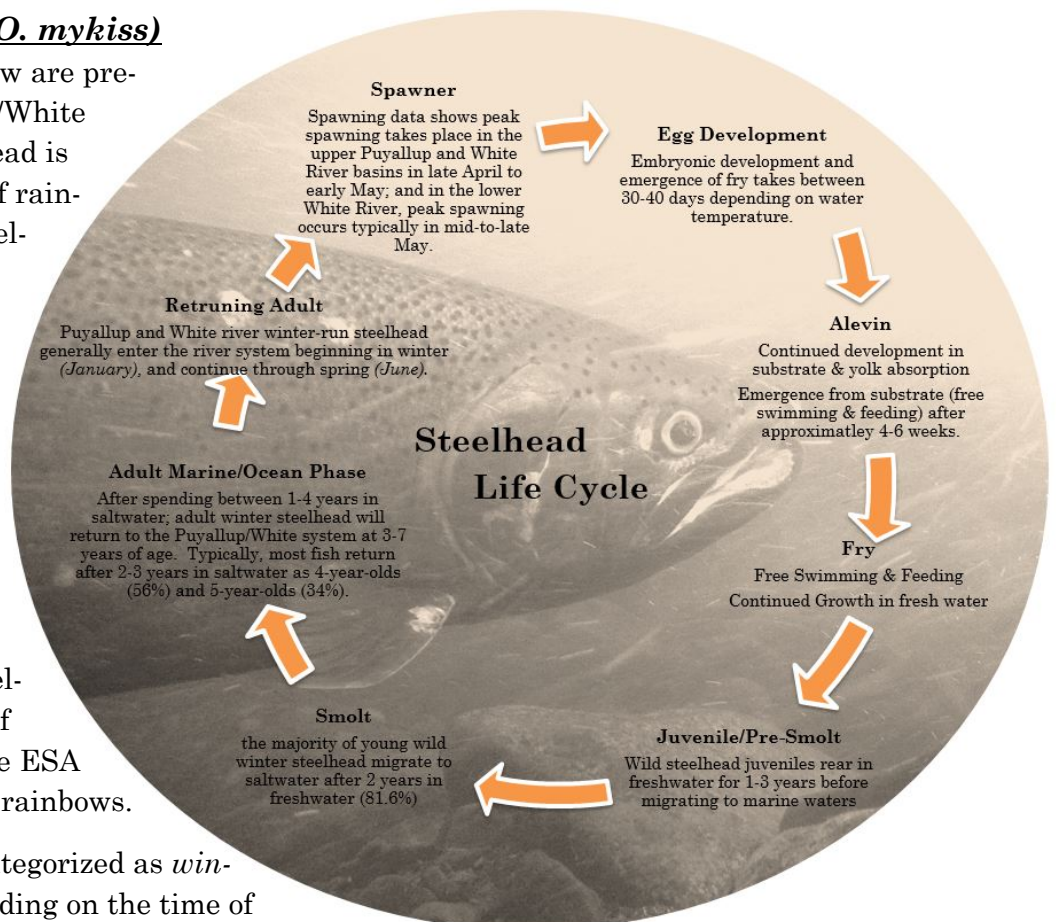 O. mykiss)
w are pre-
/White
ead is
f rain-
el-
el-
f
e ESA
rainbows.
tegorized as win-
ding on the time of
Steelhead
Life Cycle
Spawner
Spawning data shows peak
spawning takes place in the
upper Puyallup and White
River basins in late April to
early May; and in the lower
White River, peak spawning
occurs typically in mid-to-late
May.
Egg Development
Embryonic development and
emergence of fry takes between
30-40 days depending on water
temperature.
Alevin
Continued development in
substrate & yolk absorption
Emergence from substrate (free
swimming & feeding) after
approximatley 4-6 weeks.
Fry
Free Swimming & Feeding
Continued Growth in fresh water
Juvenile/Pre-Smolt
Wild steelhead juveniles rear in
freshwater for 1-3 years before
migrating to marine waters
Smolt
the majority of young wild
winter steelhead migrate to
saltwater after 2 years in
freshwater (81.6%)
Adult Marine/Ocean Phase
After spending between 1-4 years in
saltwater; adult winter steelhead will
return to the Puyallup/White system at 3-7
years of age. Typically, most fish return
after 2-3 years in saltwater as 4-year-olds
(56%) and 5-year-olds (34%).
Retruning Adult
Puyallup and White river winter-run steelhead
generally enter the river system beginning in winter
(January), and continue through spring (June).